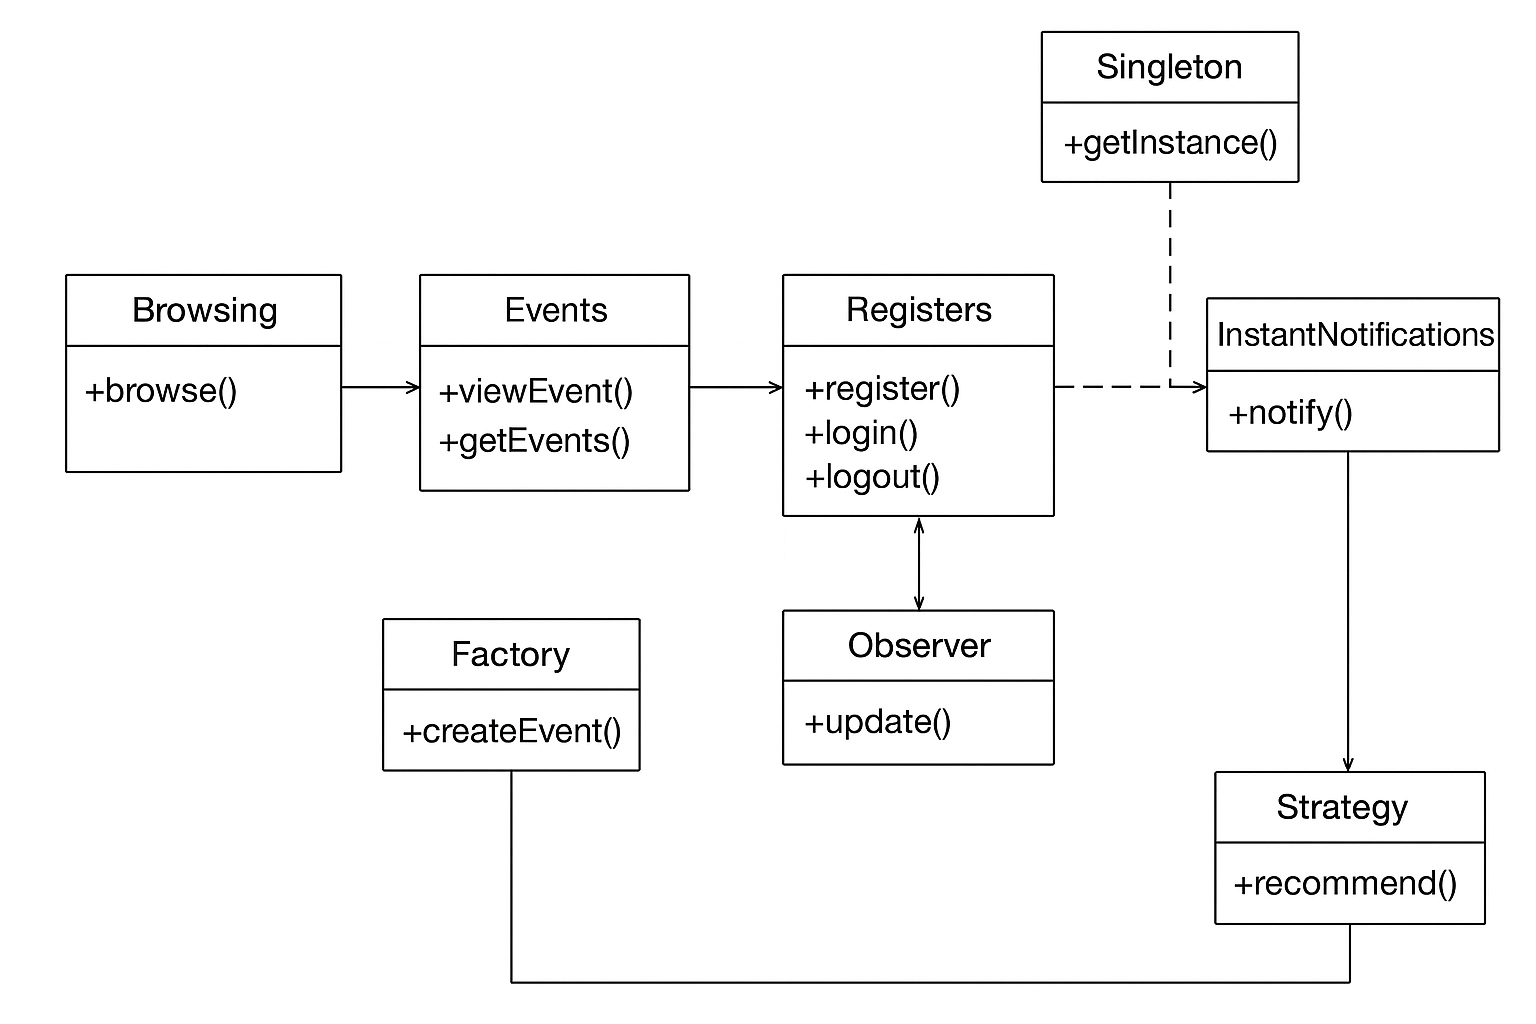 Singleton
+getInstance()
Browsing
+browse()
Events
+viewEvent()
+getEvents()
Registers
+register()
+login()
+logout()
InstantNotifications
+notify()
Factory
+createEvent()
Observer
+update()
Strategy
+recommend()